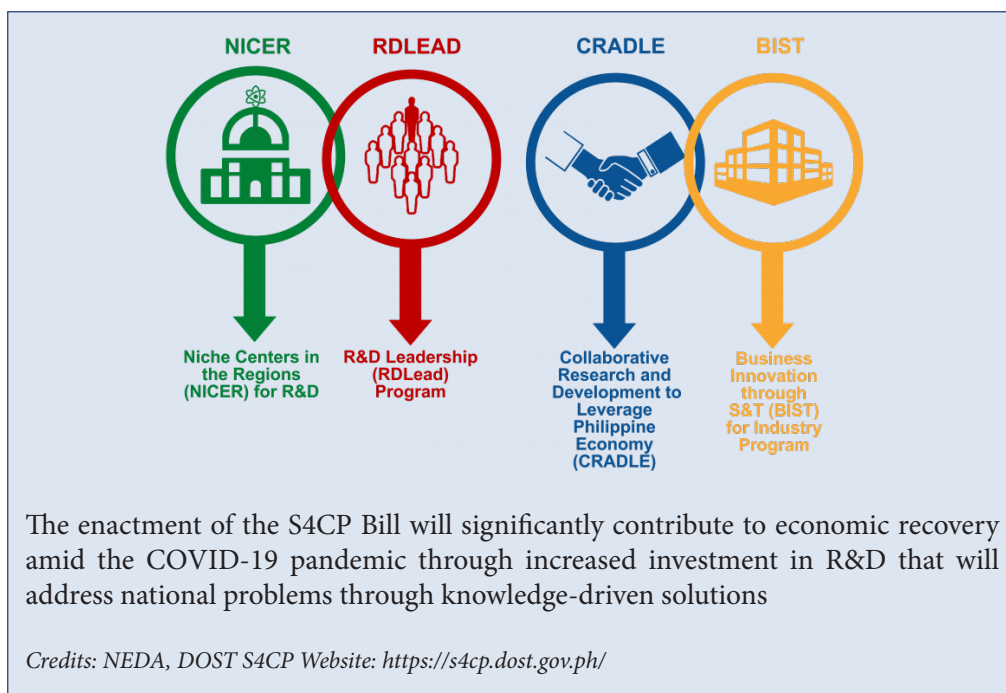 NICER
RDLEAD
CRADLE
BIST
Niche Centers in
the Regions
(NICER) for R&D
R&D Leadership
(RDLead)
Program
Collaborative
Research and
Development to
Leverage
Philippine
Economy
(CRADLE)
Business
Innovation
through
S&T (BIST)
for Industry
Program
The enactment of the S4CP Bill will significantly contribute to economic recovery
amid the COVID-19 pandemic through increased investment in R&D that will
address national problems through knowledge-driven solutions
Credits: NEDA, DOST S4CP Website: https://s4cp.dost.gov.ph/